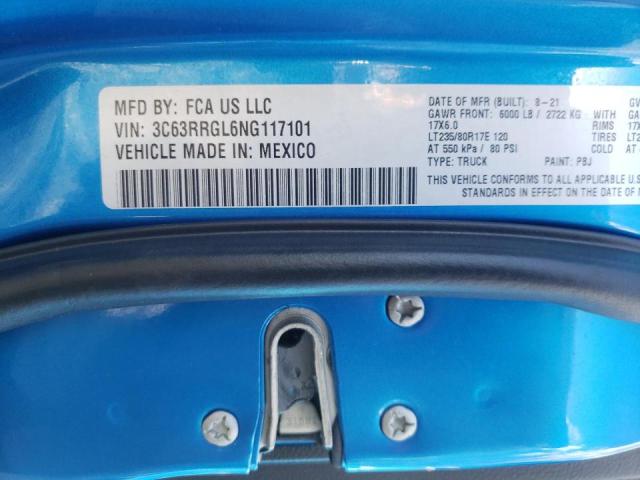 MFD BY: FCA US LLC
VIN: 3C63RRGL6NG117101
VEHICLE MADE IN: MEXICO
DATE OF MFR (BUILT): 8-21
GAWR FRONT: 6000 LB / 2722 KG
17X6.0
LT235/80R17E 120
AT 550 kPa / 80 PSI
TYPE: TRUCK PAINT: PBJ
THIS VEHICLE CONFORMS TO ALL APPLICABLE U.S
STANDARDS IN EFFECT ON THE DATE OF
GV
GA
RIMS
TIRES
COLD